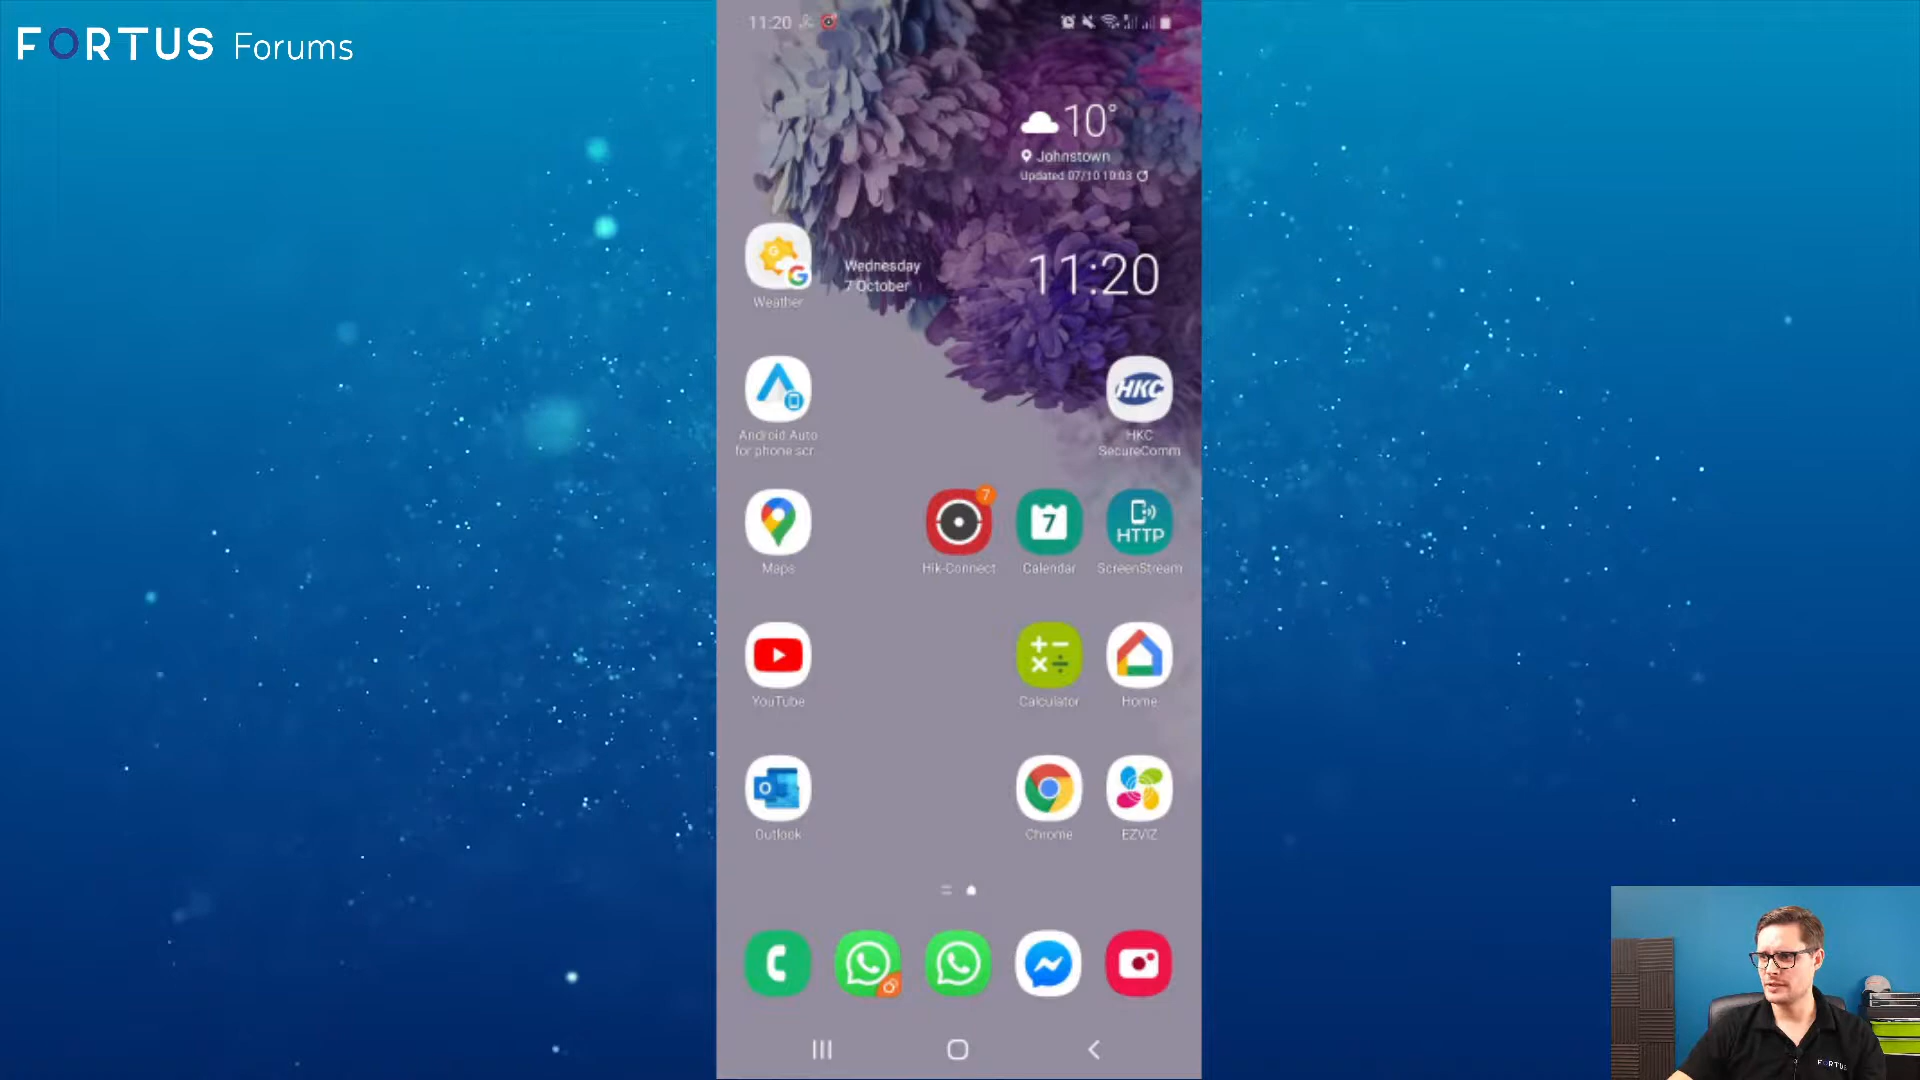 FORTUS Forums
11:20
10°
Johnstown
Updated 07/10 10:03
Weather
Wednesday
7 October
11:20
Android Auto
for phone scr
HKC
HKC
SecureComm
7
7
HTTP
Maps
Hik-Connect
Calendar
ScreenStream
YouTube
Calculator
Home
Outlook
Chrome
EZVIZ
FORTUS